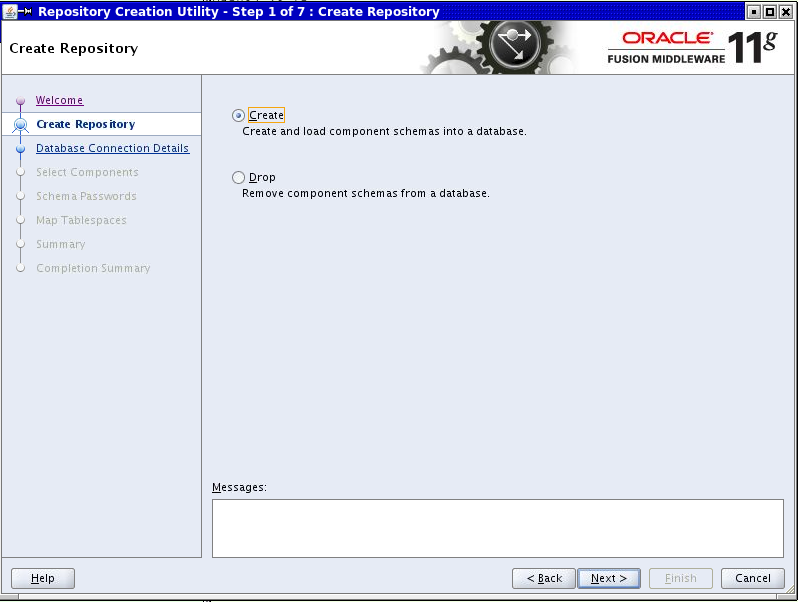 Repository Creation Utility - Step 1 of 7 : Create Repository
Create Repository
ORACLE
FUSION MIDDLEWARE 11g
Welcome
Create Repository
Database Connection Details
Select Components
Schema Passwords
Map Tablespaces
Summary
Completion Summary
Create
Create and load component schemas into a database.
Drop
Remove component schemas from a database.
Messages:
Help
< Back
Next >
Finish
Cancel